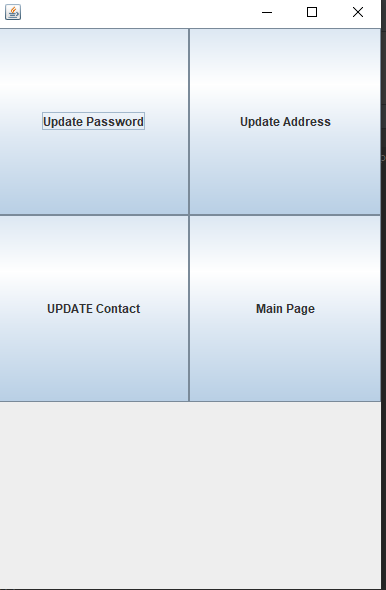 Update Password
Update Address
UPDATE Contact
Main Page